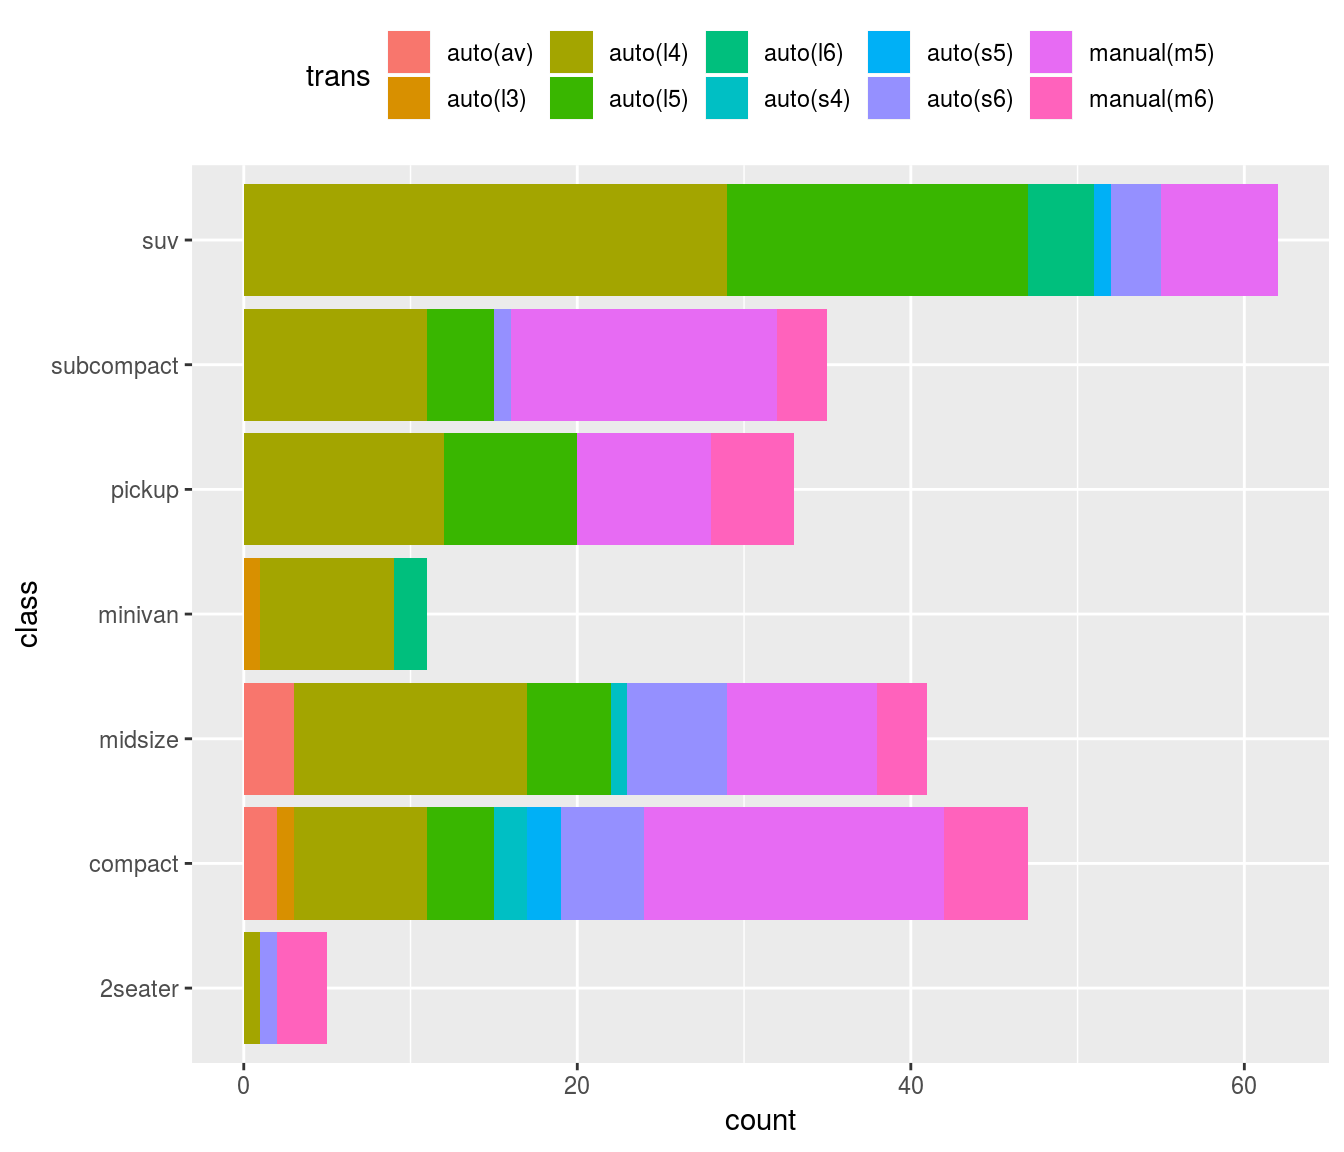 trans
auto(av) auto(l4) auto(l6) auto(s5) manual(m5)
auto(l3) auto(l5) auto(s4) auto(s6) manual(m6)
suv
subcompact
pickup
minivan
midsize
compact
2seater
class
0 20 40 60
count